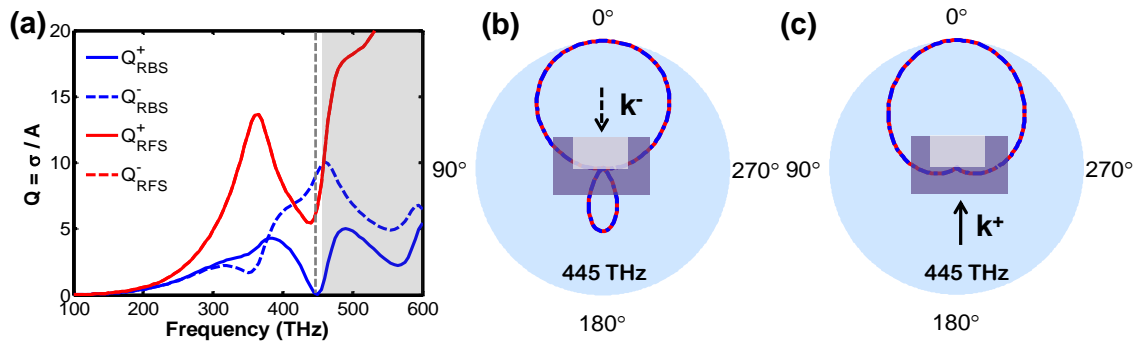 (a)
Q = σ / A
20
15
10
5
0
Q⁺RBS
Q⁻RBS
Q⁺RFS
Q⁻RFS
100 200 300 400 500 600
Frequency (THz)
(b)
0°
90°
270°
k⁻
445 THz
180°
(c)
0°
90°
270°
k⁺
445 THz
180°